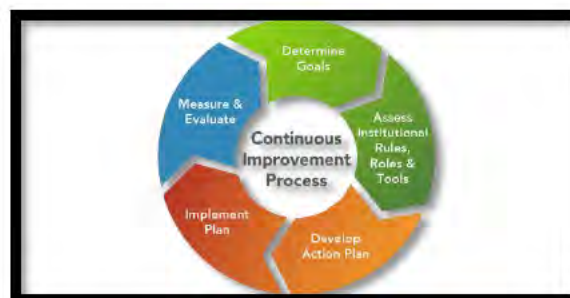 Determine
Goals
Assess
Institutional
Rules,
Roles &
Tools
Develop
Action Plan
Implement
Plan
Measure &
Evaluate
Continuous
Improvement
Process